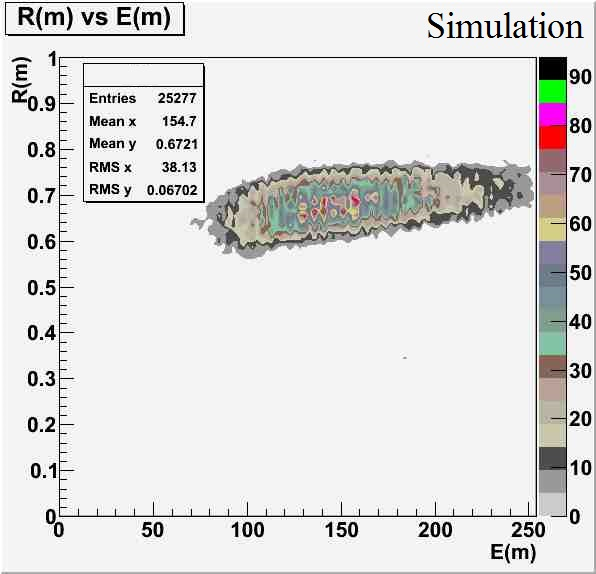 R(m) vs E(m)
Simulation
R(m)
Entries 25277
Mean x 154.7
Mean y 0.6721
RMS x 38.13
RMS y 0.06702
1
0.9
0.8
0.7
0.6
0.5
0.4
0.3
0.2
0.1
0
90
80
70
60
50
40
30
20
10
0
0 50 100 150 200 250
E(m)